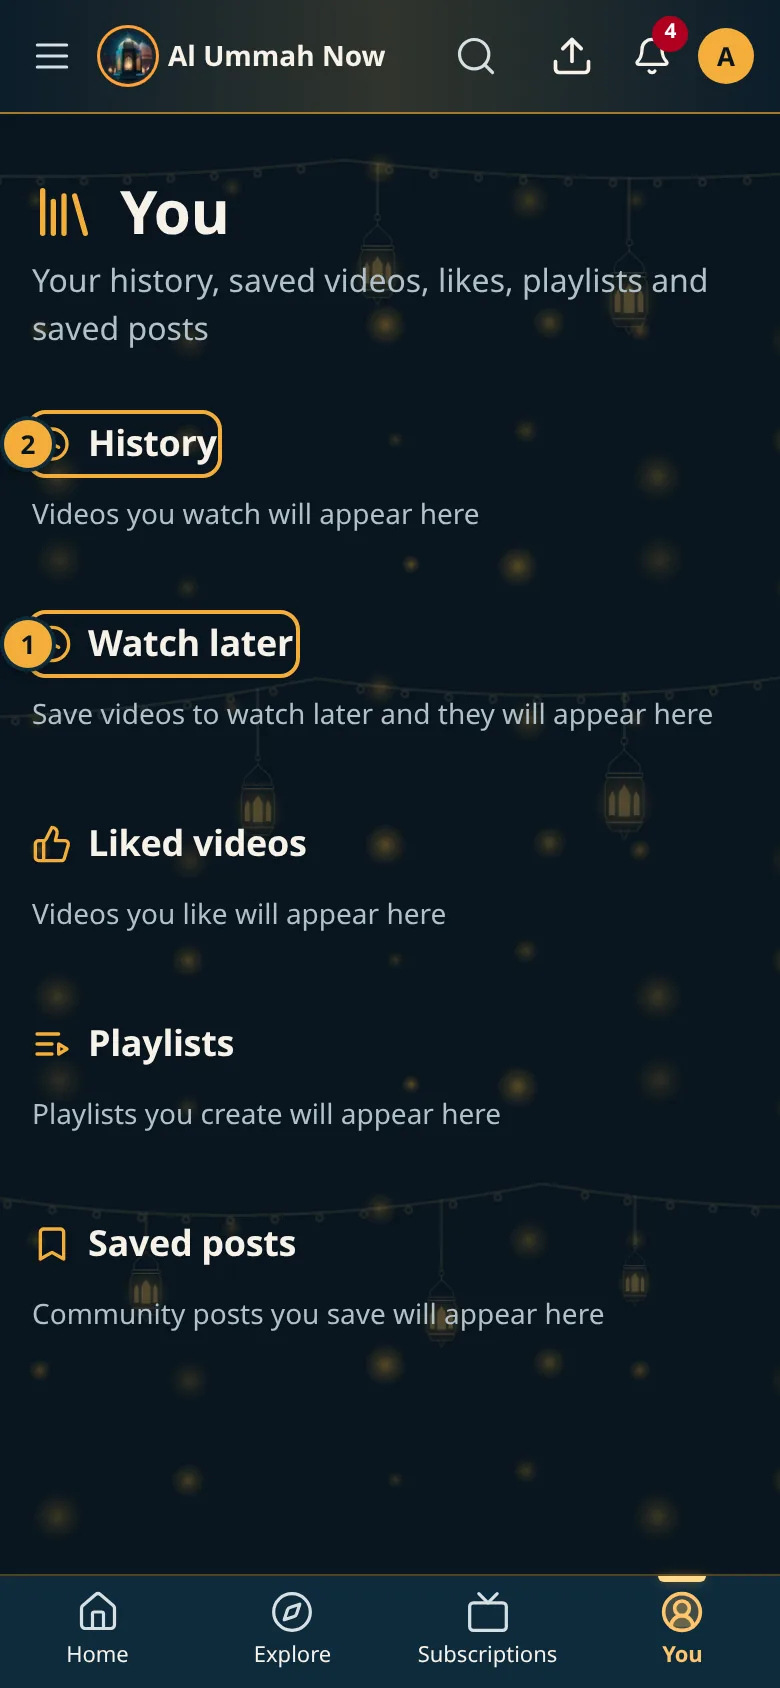 Al Ummah Now
4
A
You
Your history, saved videos, likes, playlists and
saved posts
2
History
Videos you watch will appear here
1
Watch later
Save videos to watch later and they will appear here
Liked videos
Videos you like will appear here
Playlists
Playlists you create will appear here
Saved posts
Community posts you save will appear here
Home
Explore
Subscriptions
You